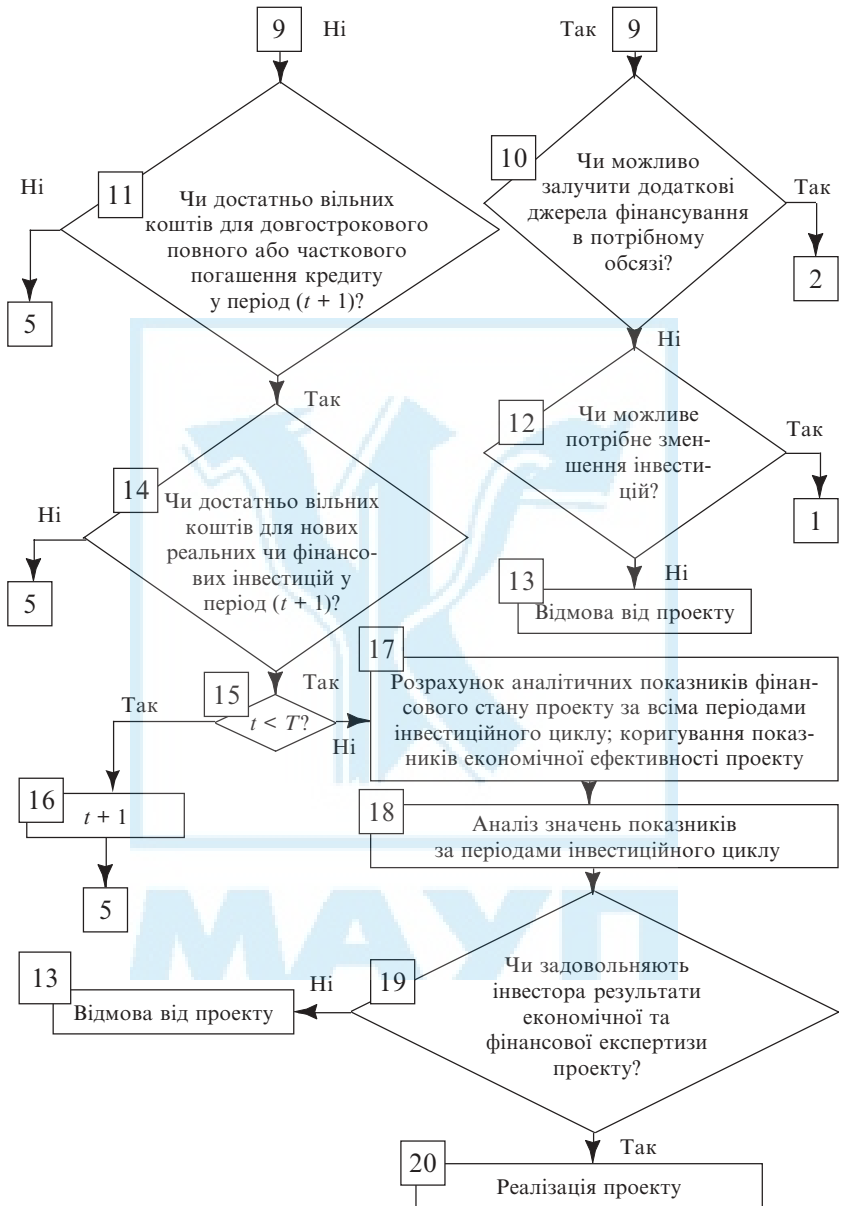 9
Ні
Так
9
10
Чи можливо
залучити додаткові
джерела фінансування
в потрібному
обсязі?
Так
2
Ні
11
Ні
Чи достатньо вільних
коштів для довгострокового
повного або часткового
погашення кредиту
у період (t + 1)?
5
Так
Ні
12
Чи можливе
потрібне змен-
шення інвести-
цій?
Так
1
Ні
14
Ні
Чи достатньо вільних
коштів для нових
реальних чи фінансо-
вих інвестицій у
період (t + 1)?
5
13
Відмова від проекту
Так
15
t < T?
Так
Ні
17
Розрахунок аналітичних показників фінан-
сового стану проекту за всіма періодами
інвестиційного циклу; коригування показ-
ників економічної ефективності проекту
16
t + 1
5
18
Аналіз значень показників
за періодами інвестиційного циклу
МАУП
13
Відмова від проекту
Ні
19
Чи задовольняють
інвестора результати
економічної та
фінансової експертизи
проекту?
Так
20
Реалізація проекту